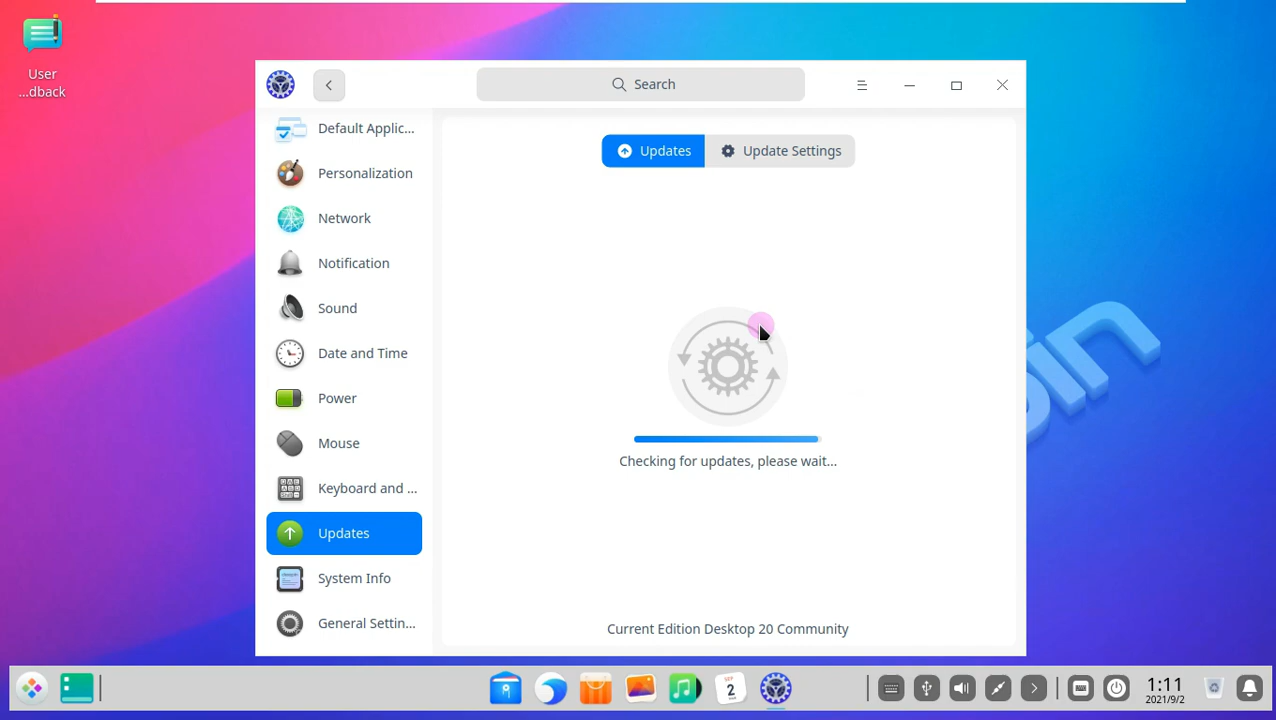 User
...dback
Search
Default Applic...
Personalization
Network
Notification
Sound
Date and Time
Power
Mouse
Keyboard and ...
Updates
System Info
General Settin...
Updates
Update Settings
Checking for updates, please wait...
Current Edition Desktop 20 Community
in
SEP
2
1:11
2021/9/2